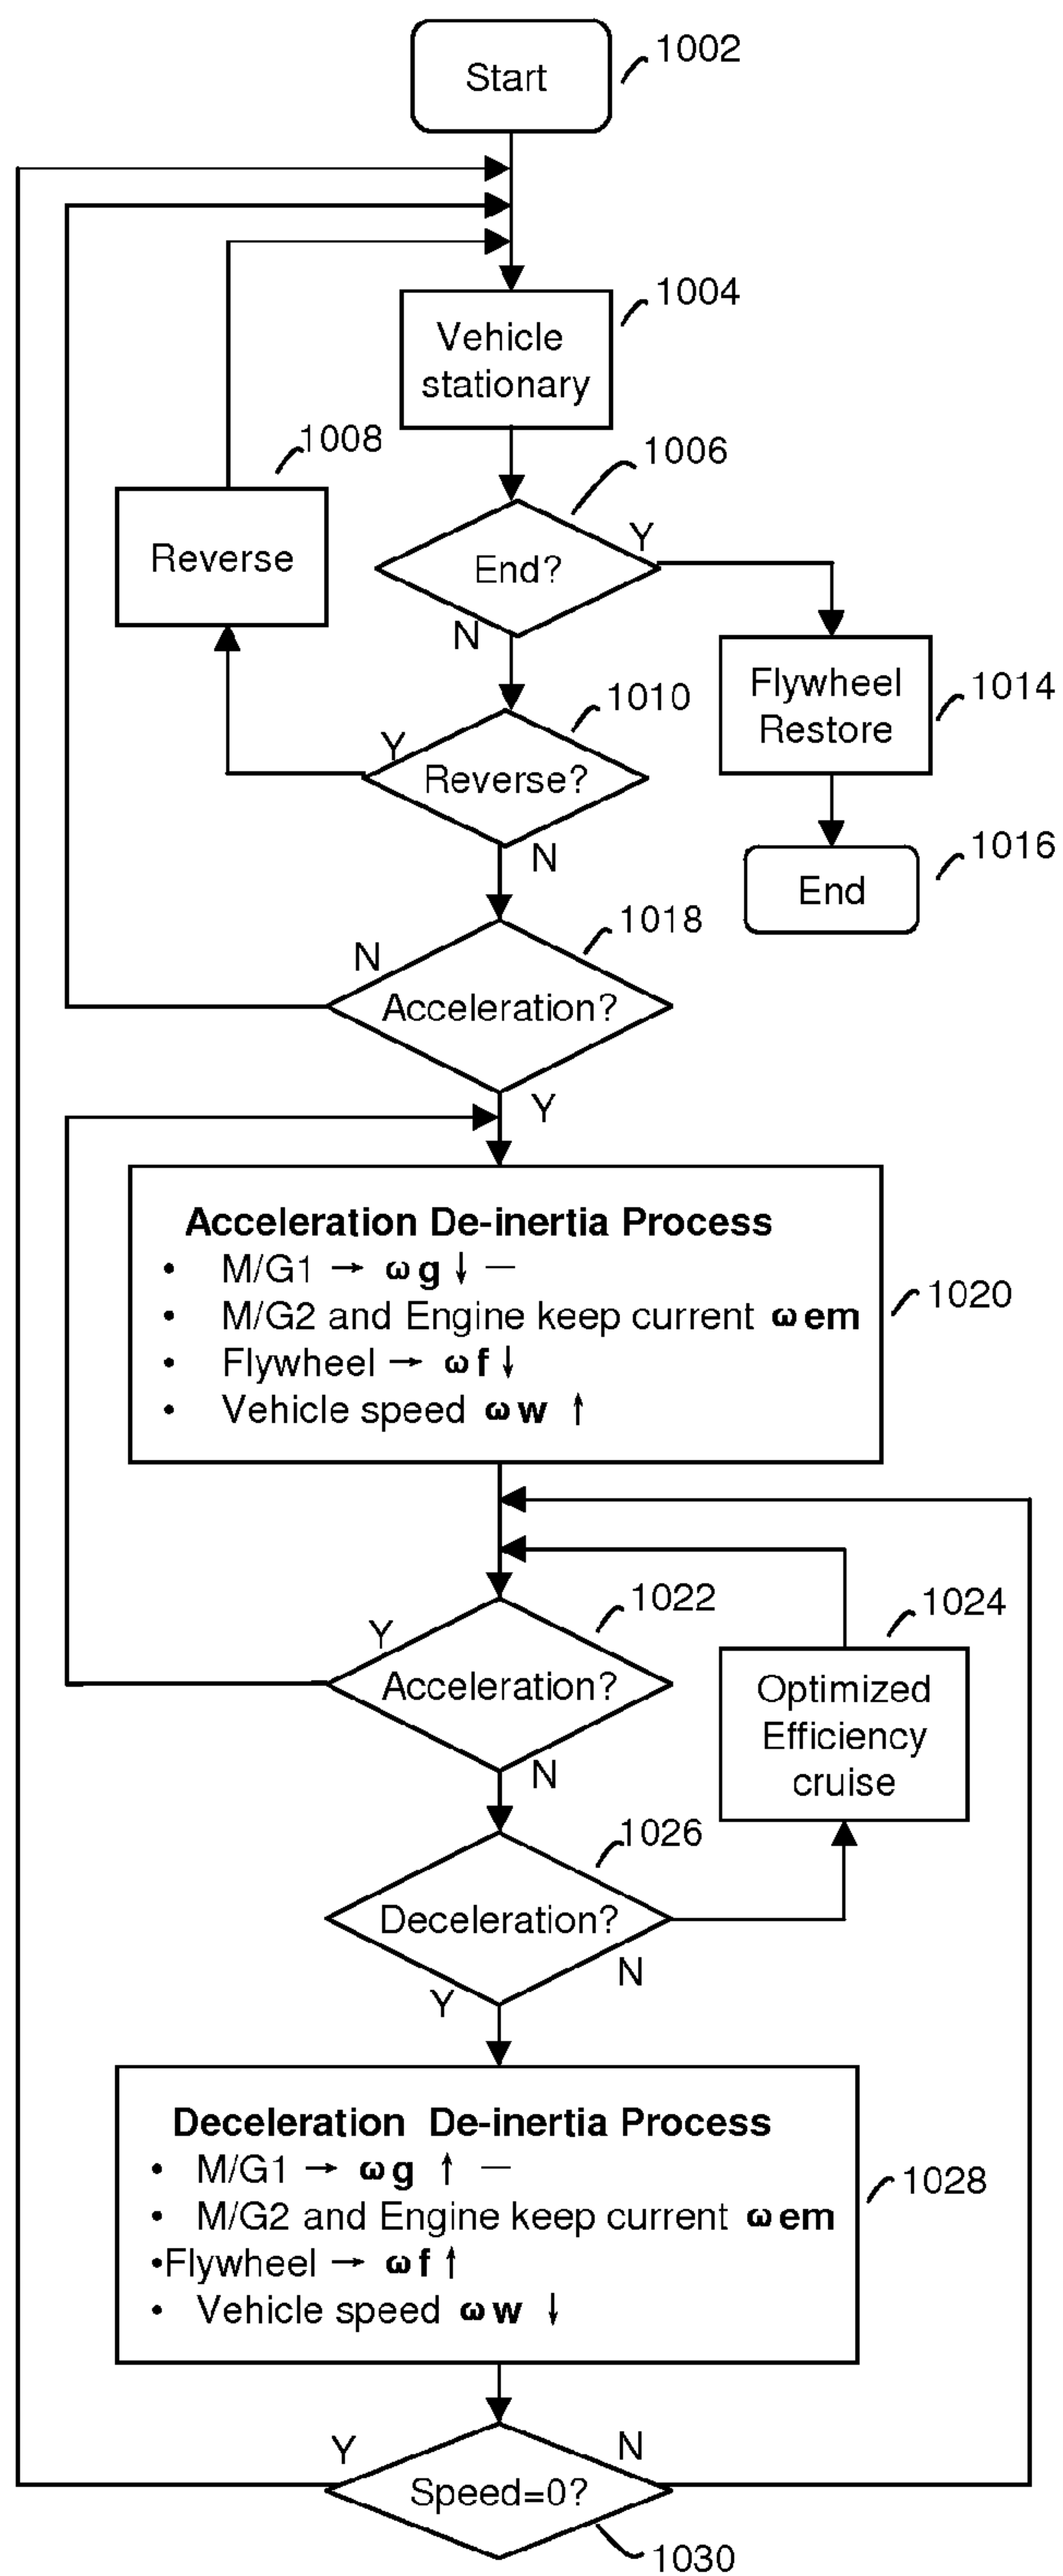 Start
1002
Vehicle
stationary
1004
1008
Reverse
1006
End?
Y
N
Flywheel
Restore
1014
1010
Y
Reverse?
N
End
1016
1018
N
Acceleration?
Y
Acceleration De-inertia Process
• M/G1 → ωg ↓ —
• M/G2 and Engine keep current ωem
• Flywheel → ωf ↓
• Vehicle speed ωw ↑
1020
1022
Y
Acceleration?
N
1024
Optimized
Efficiency
cruise
1026
Deceleration?
N
Y
Deceleration De-inertia Process
• M/G1 → ωg ↑ —
• M/G2 and Engine keep current ωem
•Flywheel → ωf ↑
• Vehicle speed ωw ↓
1028
Y
N
Speed=0?
1030